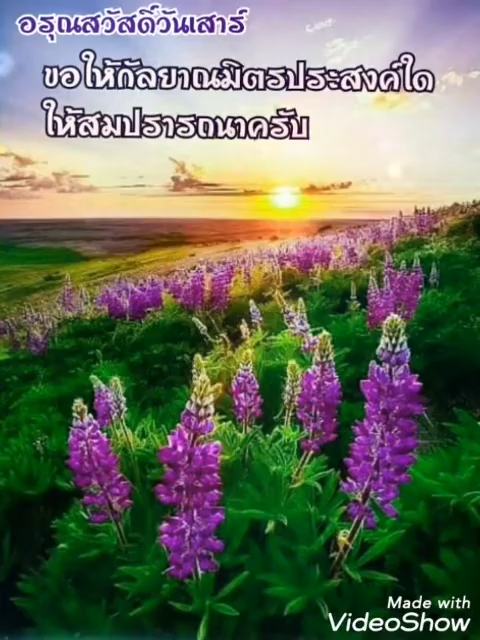 อรุณสวัสดิ์วันเสาร์
ขอให้กัลยาณมิตรประสงค์ใด
ให้สมปรารถนาครับ
Made with
VideoShow